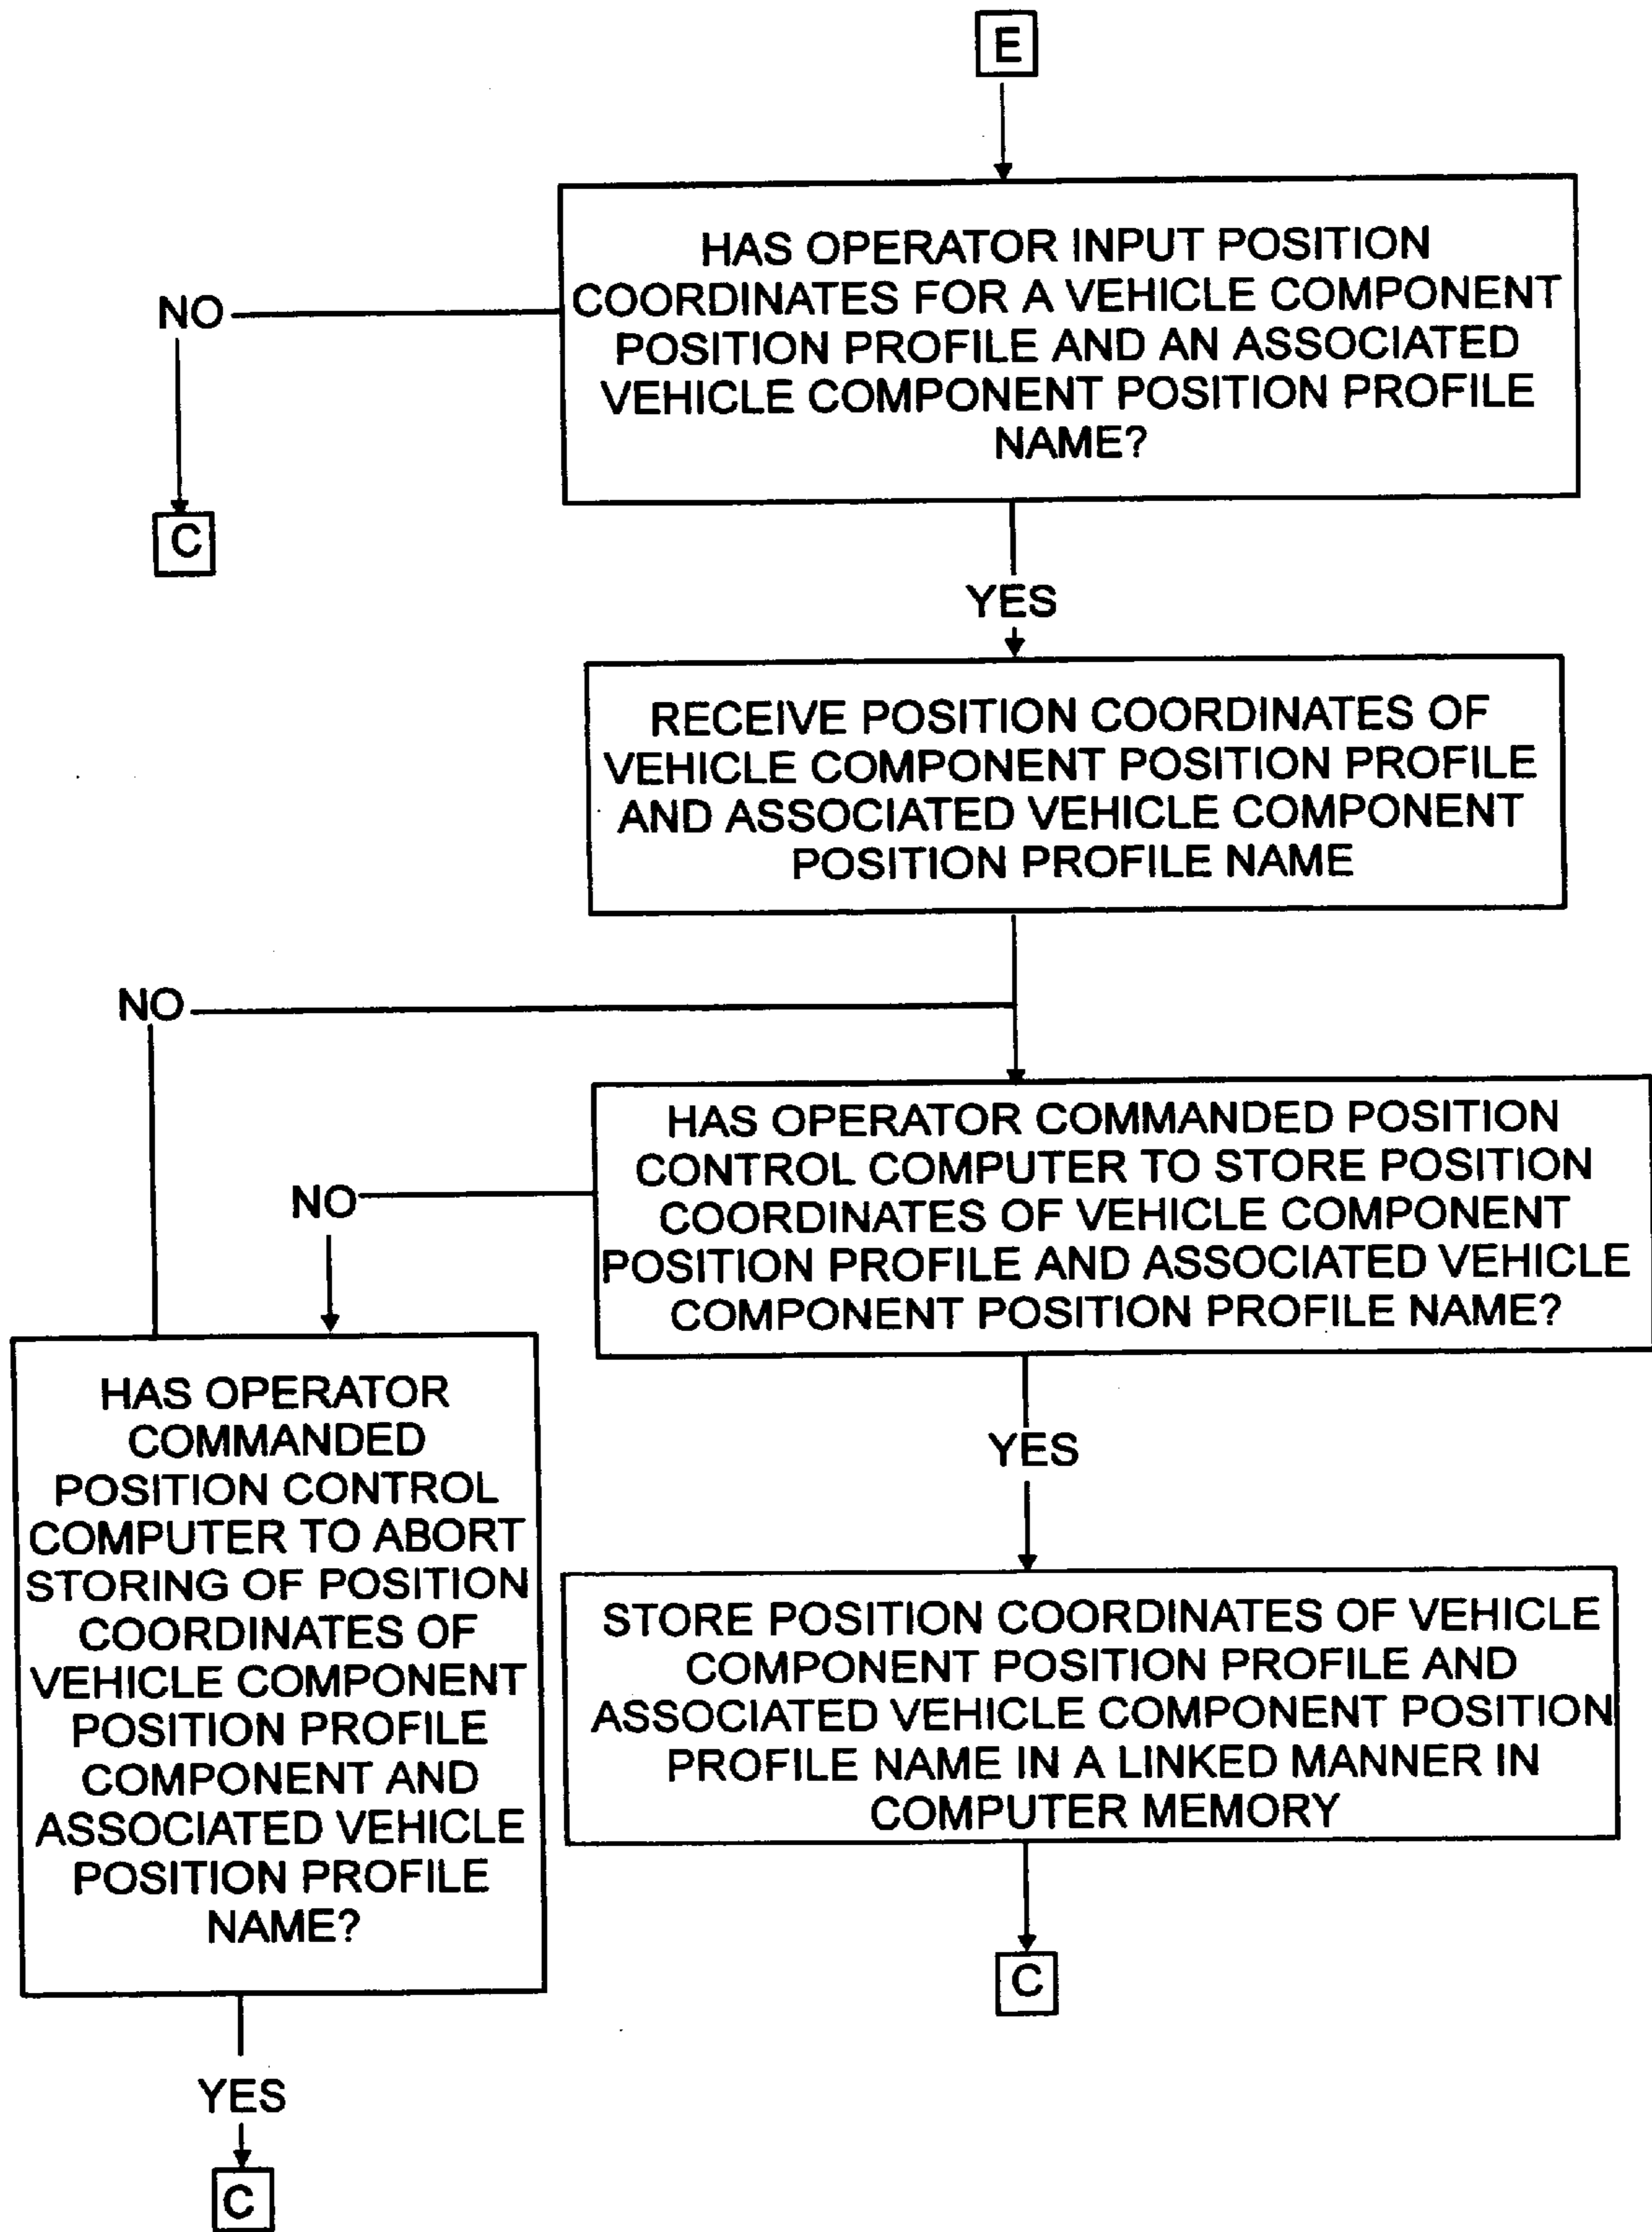 E
HAS OPERATOR INPUT POSITION
COORDINATES FOR A VEHICLE COMPONENT
POSITION PROFILE AND AN ASSOCIATED
VEHICLE COMPONENT POSITION PROFILE
NAME?
NO
C
YES
RECEIVE POSITION COORDINATES OF
VEHICLE COMPONENT POSITION PROFILE
AND ASSOCIATED VEHICLE COMPONENT
POSITION PROFILE NAME
NO
HAS OPERATOR COMMANDED POSITION
CONTROL COMPUTER TO STORE POSITION
COORDINATES OF VEHICLE COMPONENT
POSITION PROFILE AND ASSOCIATED VEHICLE
COMPONENT POSITION PROFILE NAME?
NO
HAS OPERATOR
COMMANDED
POSITION CONTROL
COMPUTER TO ABORT
STORING OF POSITION
COORDINATES OF
VEHICLE COMPONENT
POSITION PROFILE
COMPONENT AND
ASSOCIATED VEHICLE
POSITION PROFILE
NAME?
YES
STORE POSITION COORDINATES OF VEHICLE
COMPONENT POSITION PROFILE AND
ASSOCIATED VEHICLE COMPONENT POSITION
PROFILE NAME IN A LINKED MANNER IN
COMPUTER MEMORY
C
YES
C